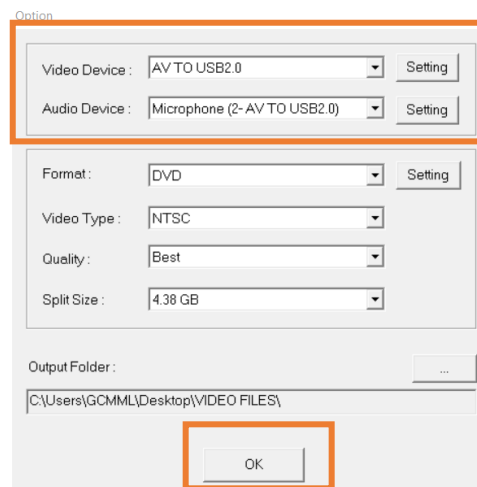 Option
Video Device : AV TO USB2.0 Setting
Audio Device : Microphone (2- AV TO USB2.0) Setting
Format : DVD Setting
Video Type : NTSC
Quality : Best
Split Size : 4.38 GB
Output Folder : ...
C:\Users\GCMML\Desktop\VIDEO FILES\
OK